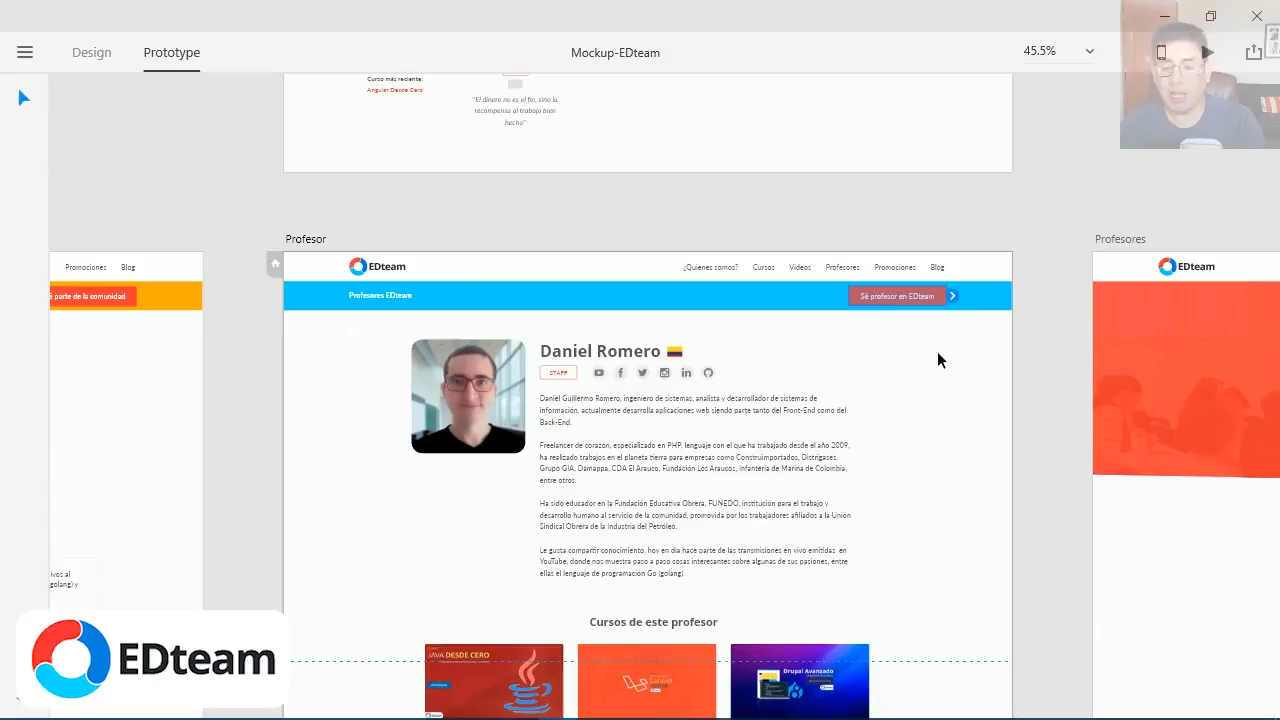 Design
Prototype
Mockup-EDteam
45.5%
Curso más reciente:
Angular Desde Cero
"El dinero no es el fin, sino la
recompensa al trabajo bien
hecho"
Profesor
Profesores
Promociones
Blog
EDteam
¿Quienes somos?
Cursos
Videos
Profesores
Promociones
Blog
EDteam
é parte de la comunidad
Profesores EDteam
Sé profesor en EDteam
Daniel Romero
STAFF
Daniel Guillermo Romero, ingeniero de sistemas, analista y desarrollador de sistemas de
información, actualmente desarrolla aplicaciones web siendo parte tanto del Front-End como del
Back-End.
Freelancer de corazón, especializado en PHP, lenguaje con el que ha trabajado desde el año 2009,
ha realizado trabajos en el planeta tierra para empresas como Construimportados, Distrigases,
Grupo GIA, Damappa, CDA El Arauco, Fundación Los Araucos, Infantería de Marina de Colombia,
entre otros.
Ha sido educador en la Fundación Educativa Obrera, FUNEDO, institución para el trabajo y
desarrollo humano al servicio de la comunidad, promovida por los trabajadores afiliados a la Unión
Sindical Obrera de la Industria del Petroleo.
Le gusta compartir conocimiento, hoy en dia hace parte de las transmisiones en vivo emitidas en
YouTube, donde nos muestra paso a paso cosas interesantes sobre algunas de sus pasiones, entre
ellas el lenguaje de programación Go (golang)
ivos al
golang) y
Cursos de este profesor
JAVA DESDE CERO
Laravel
Drupal Avanzado
EDteam